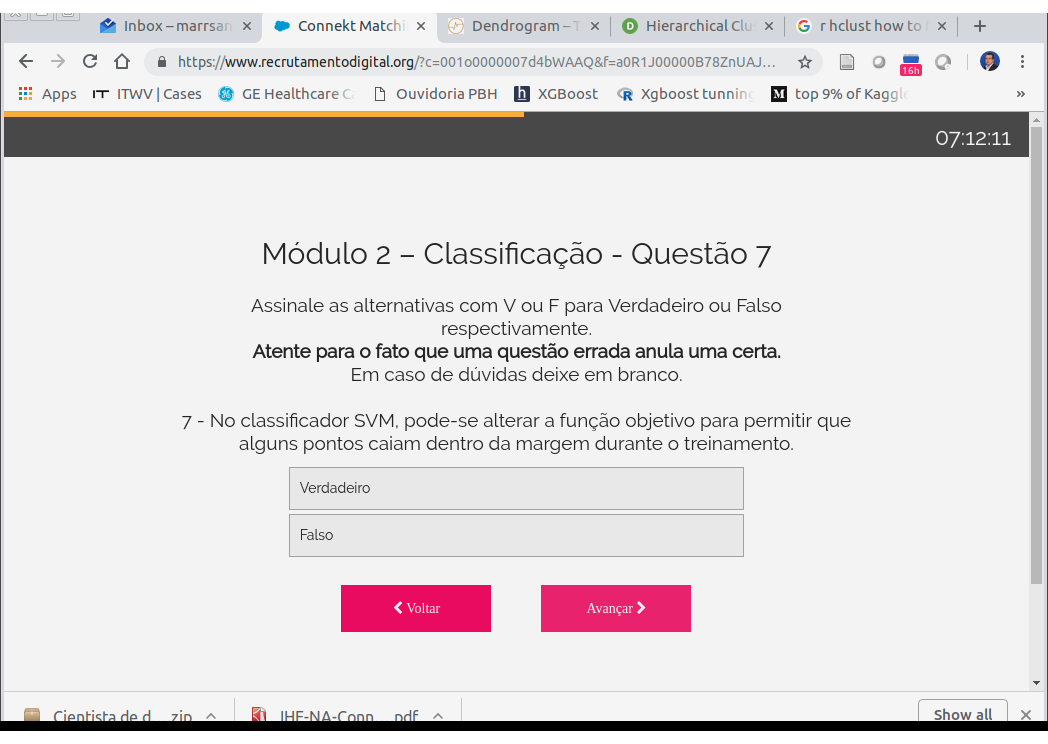 Inbox – marrsan
Connekt Matchi
Dendrogram – T
Hierarchical Clu
r hclust how to
https://www.recrutamentodigital.org/?c=001o0000007d4bWAAQ&f=a0R1J00000B78ZnUAJ...
16h
Apps
ITWV | Cases
GE Healthcare C
Ouvidoria PBH
h
XGBoost
Xgboost tunning
M
top 9% of Kaggl
»
07:12:11
Módulo 2 – Classificação - Questão 7
Assinale as alternativas com V ou F para Verdadeiro ou Falso
respectivamente.
Atente para o fato que uma questão errada anula uma certa.
Em caso de dúvidas deixe em branco.
7 - No classificador SVM, pode-se alterar a função objetivo para permitir que
alguns pontos caiam dentro da margem durante o treinamento.
Verdadeiro
Falso
Voltar
Avançar
Cientista de d....zip
IHF-NA-Conn....pdf
Show all